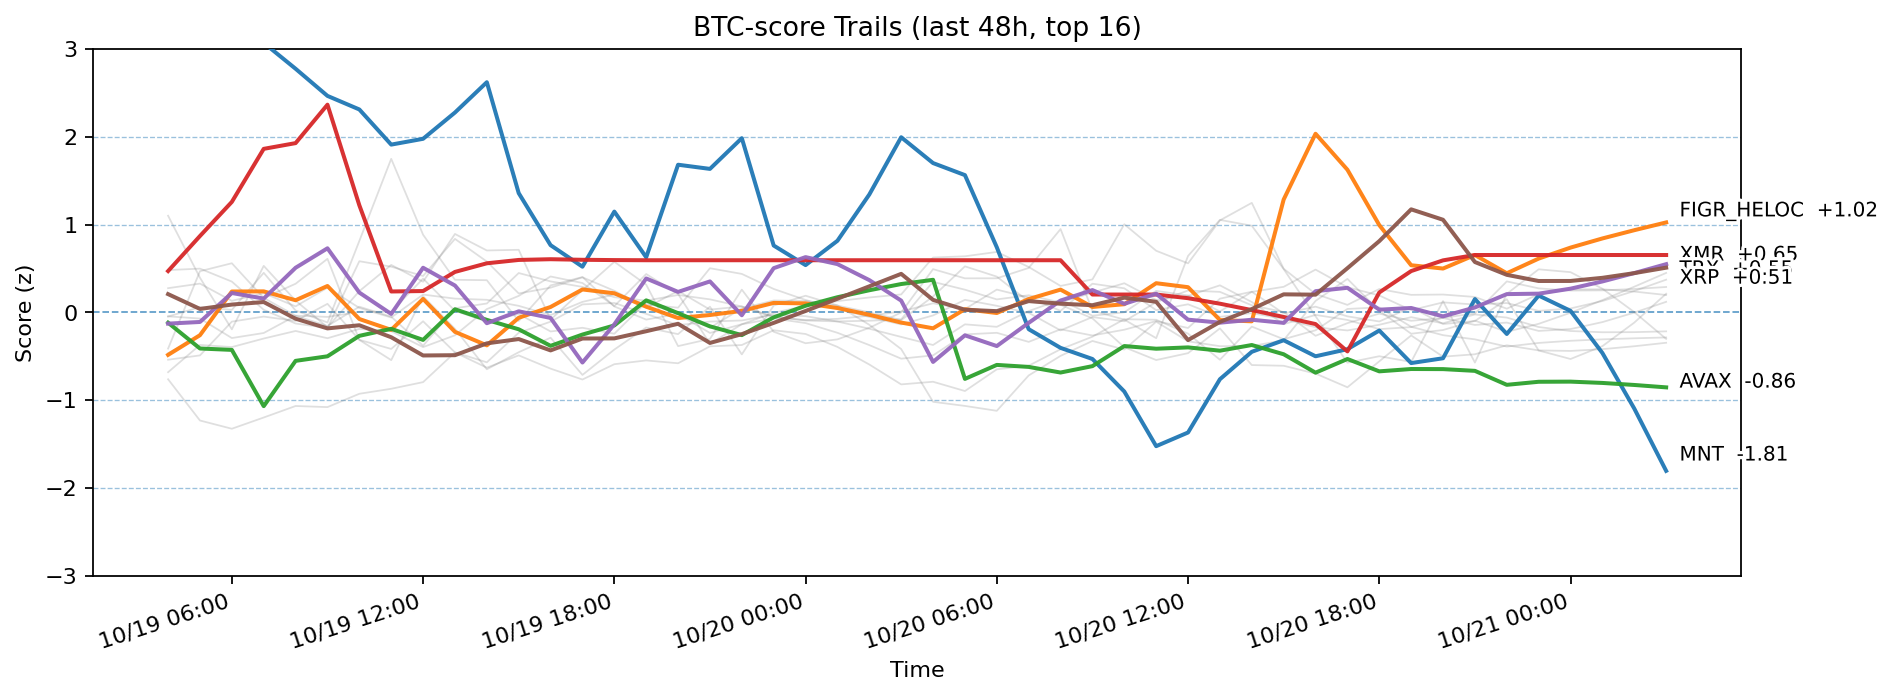 BTC-score Trails (last 48h, top 16)
Score (z)
3
2
1
0
−1
−2
−3
FIGR_HELOC +1.02
XMR +0.65
TRX +0.55
XRP +0.51
AVAX -0.86
MNT -1.81
10/19 06:00
10/19 12:00
10/19 18:00
10/20 00:00
10/20 06:00
10/20 12:00
10/20 18:00
10/21 00:00
Time